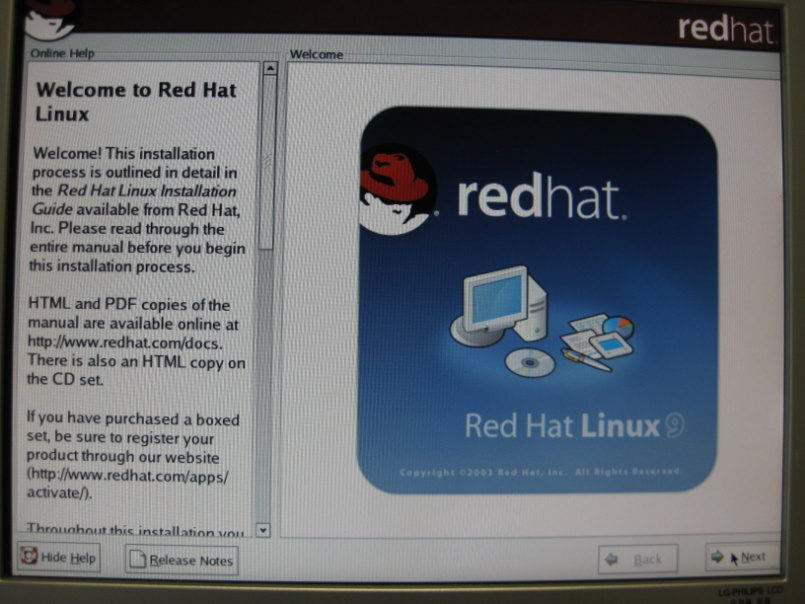 redhat
Online Help
Welcome
Welcome to Red Hat
Linux
Welcome! This installation
process is outlined in detail in
the Red Hat Linux Installation
Guide available from Red Hat,
Inc. Please read through the
entire manual before you begin
this installation process.
HTML and PDF copies of the
manual are available online at
http://www.redhat.com/docs.
There is also an HTML copy on
the CD set.
If you have purchased a boxed
set, be sure to register your
product through our website
(http://www.redhat.com/apps/
activate/).
Throughout this installation you
redhat.
Red Hat Linux 9
Copyright ©2003 Red Hat, Inc. All Rights Reserved.
Hide Help
Release Notes
Back
Next
LG-PHILIPS LCD